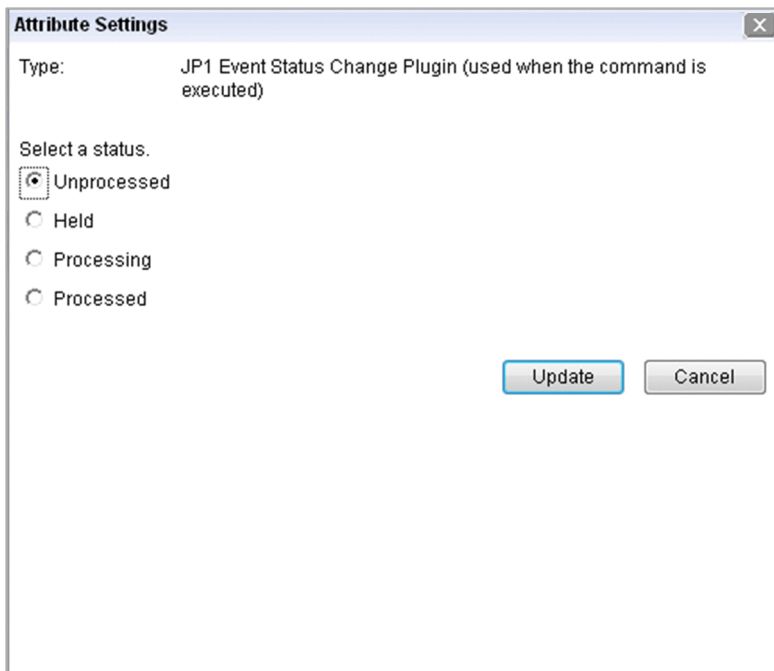 Attribute Settings
Type: JP1 Event Status Change Plugin (used when the command is
executed)
Select a status.
Unprocessed
Held
Processing
Processed
Update Cancel